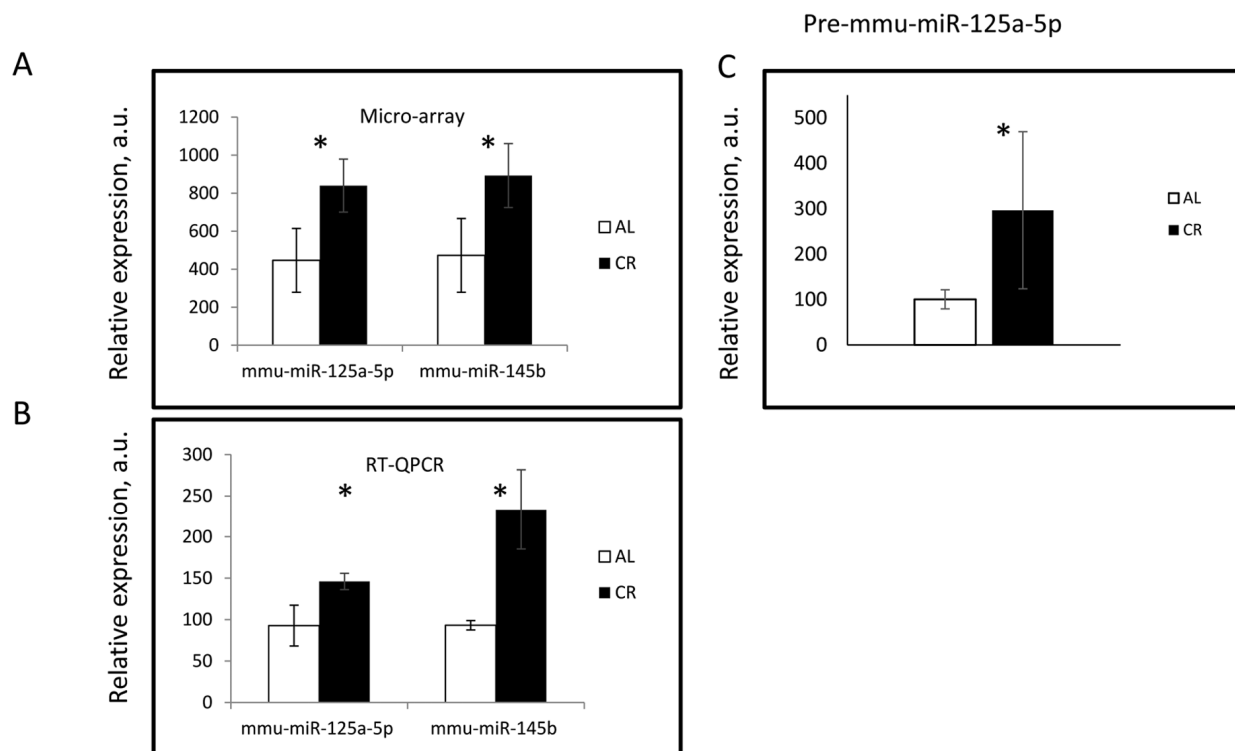 Pre-mmu-miR-125a-5p
A
Relative expression, a.u.
Micro-array
1200
1000
800
600
400
200
0
*
*
mmu-miR-125a-5p
mmu-miR-145b
AL
CR
B
Relative expression, a.u.
RT-QPCR
300
250
200
150
100
50
0
*
*
mmu-miR-125a-5p
mmu-miR-145b
AL
CR
C
Relative expression, a.u.
500
400
300
200
100
0
*
AL
CR